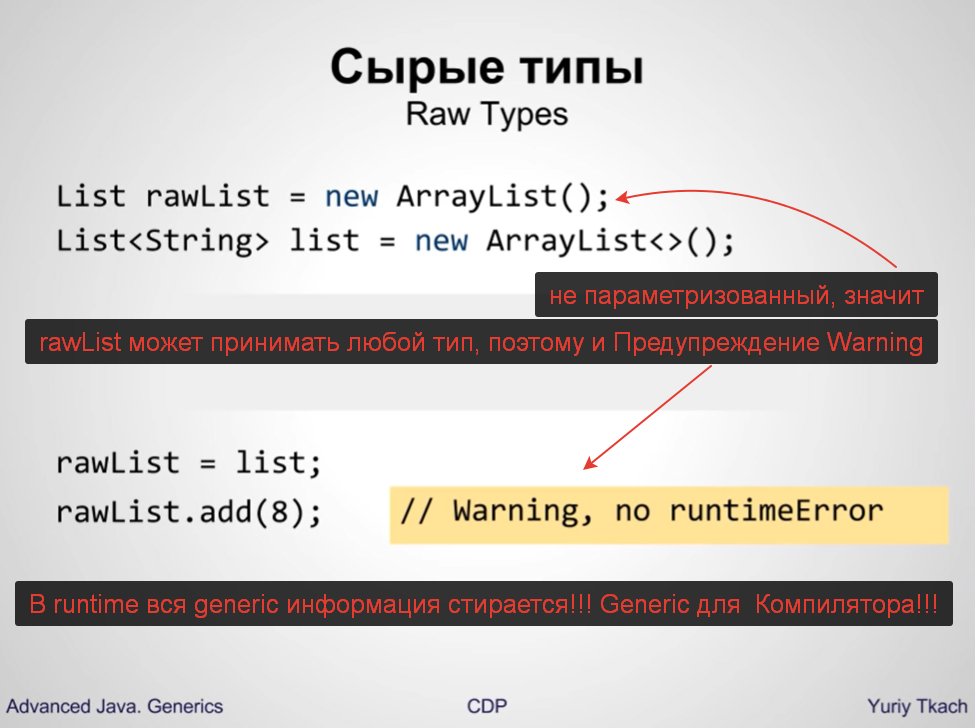 Сырые типы
Raw Types
List rawList = new ArrayList();
List<String> list = new ArrayList<>();
не параметризованный, значит
rawList может принимать любой тип, поэтому и Предупреждение Warning
rawList = list;
rawList.add(8); // Warning, no runtimeError
В runtime вся generic информация стирается!!! Generic для Компилятора!!!
Advanced Java. Generics CDP Yuriy Tkach